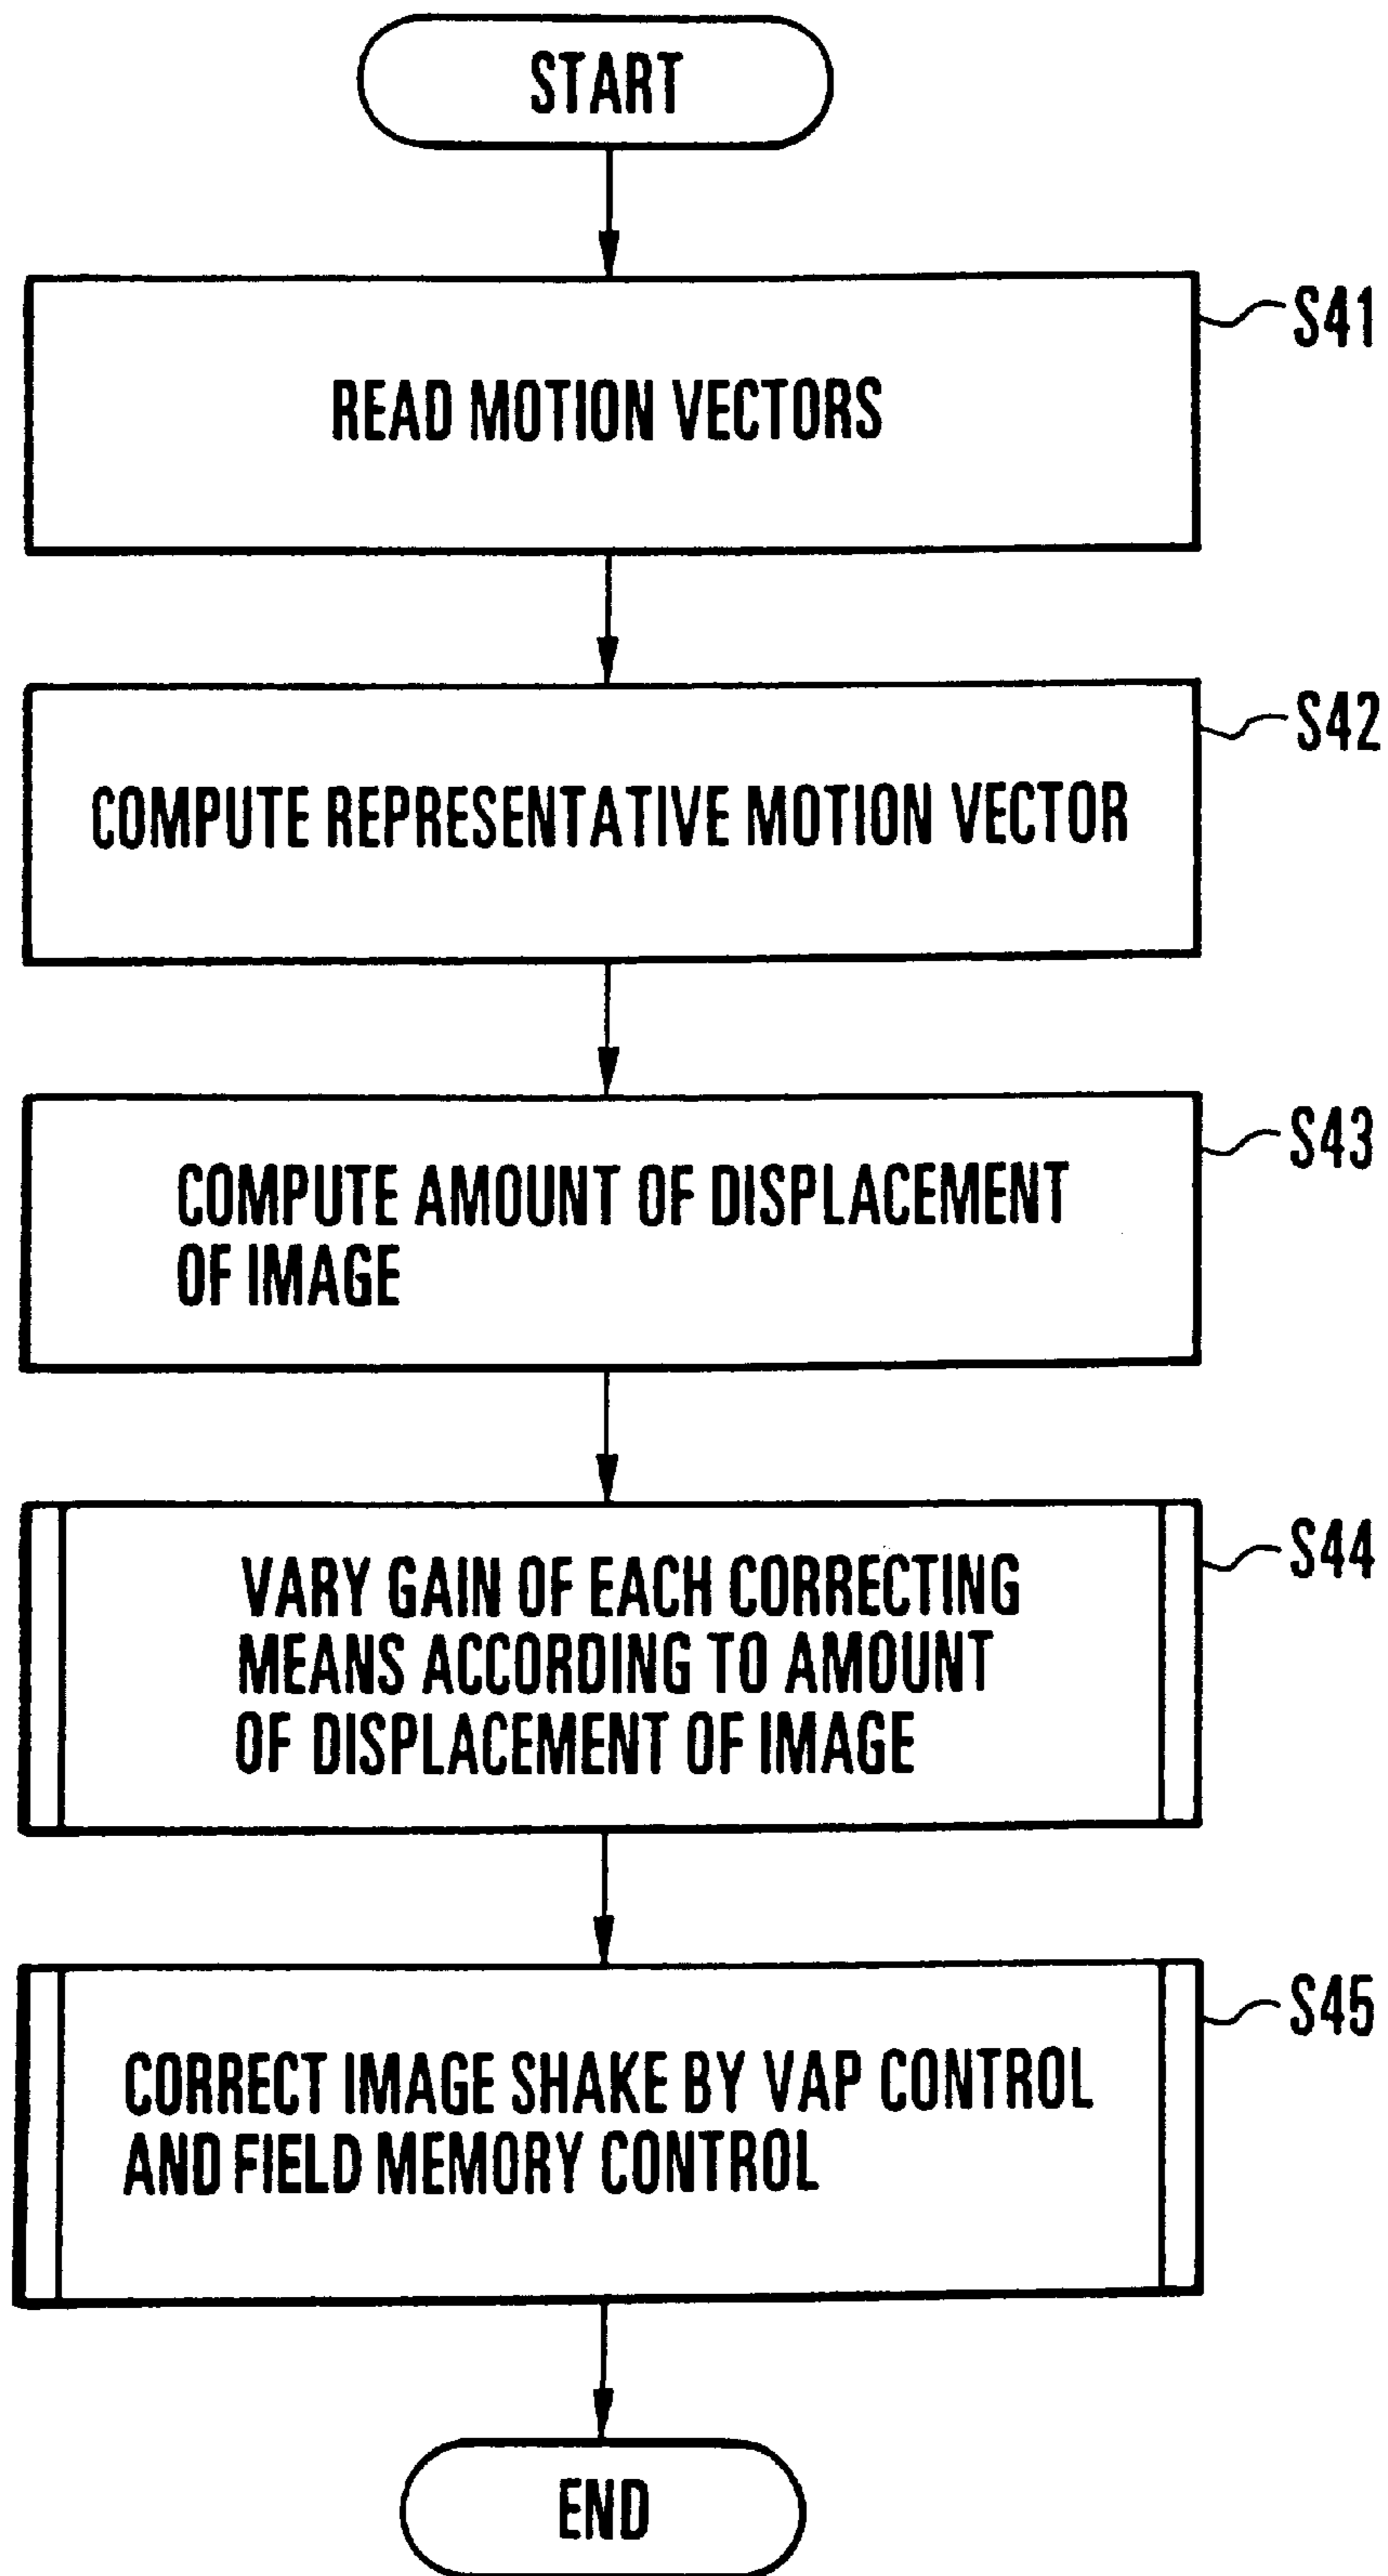 START
S41
READ MOTION VECTORS
S42
COMPUTE REPRESENTATIVE MOTION VECTOR
S43
COMPUTE AMOUNT OF DISPLACEMENT
OF IMAGE
S44
VARY GAIN OF EACH CORRECTING
MEANS ACCORDING TO AMOUNT
OF DISPLACEMENT OF IMAGE
S45
CORRECT IMAGE SHAKE BY VAP CONTROL
AND FIELD MEMORY CONTROL
END